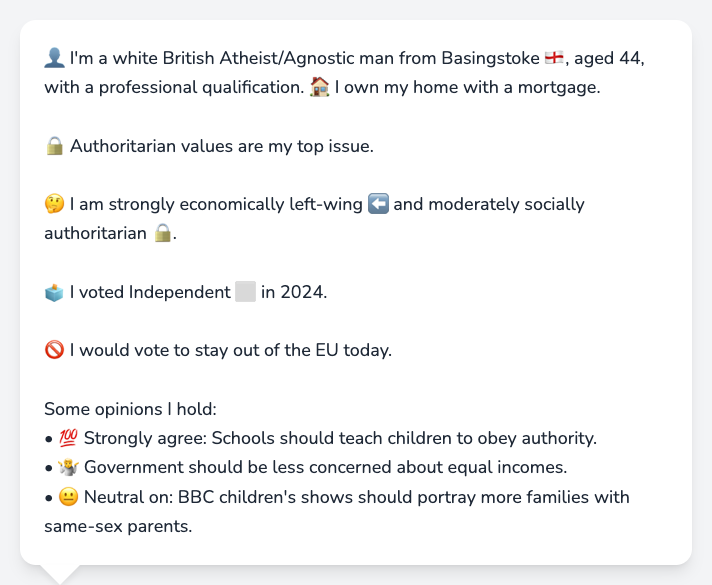 👤 I'm a white British Atheist/Agnostic man from Basingstoke 🏴󠁧󠁢󠁥󠁮󠁧󠁿, aged 44,
with a professional qualification. 🏠 I own my home with a mortgage.
🔒 Authoritarian values are my top issue.
🤔 I am strongly economically left-wing ⬅️ and moderately socially
authoritarian 🔒.
🗳️ I voted Independent ⬜ in 2024.
🚫 I would vote to stay out of the EU today.
Some opinions I hold:
• 💯 Strongly agree: Schools should teach children to obey authority.
• 🤷 Government should be less concerned about equal incomes.
• 😐 Neutral on: BBC children's shows should portray more families with
same-sex parents.